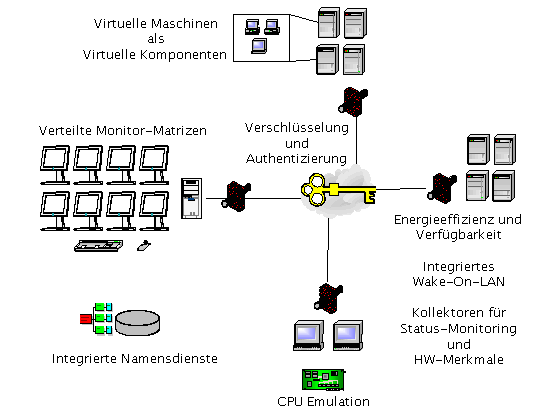 Virtuelle Maschinen
als
Virtuelle Komponenten
Verteilte Monitor-Matrizen
Verschlüsselung
und
Authentizierung
Energieeffizienz und
Verfügbarkeit
Integriertes
Wake-On-LAN
Kollektoren für
Status-Monitoring
und
HW-Merkmale
Integrierte Namensdienste
CPU Emulation